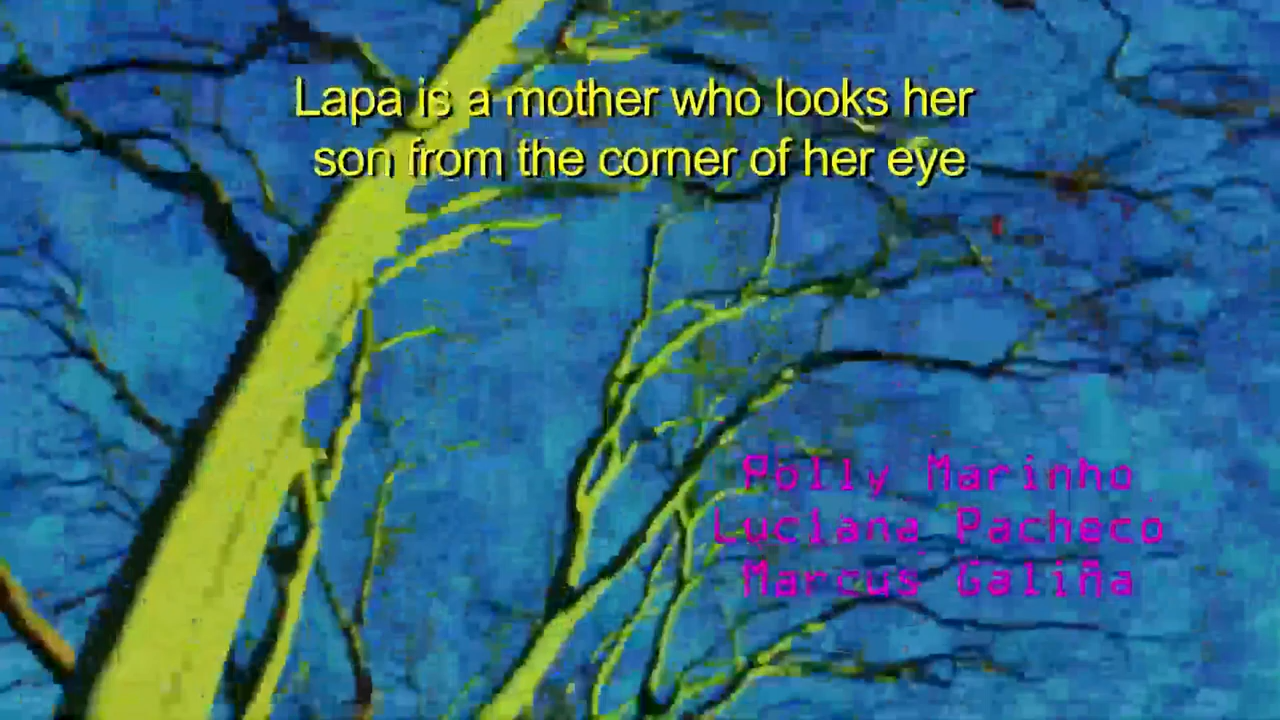 Lapa is a mother who looks her
son from the corner of her eye
Polly Marinho
Luciana Pacheco
Marcus Galiña